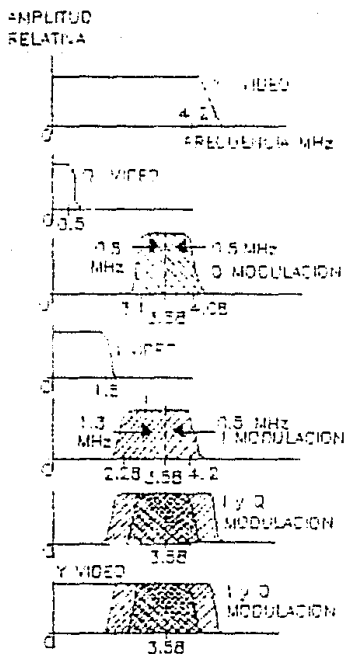 AMPLITUD
RELATIVA
Y VIDEO
4.2
0
FRECUENCIA MHz
Q VIDEO
0
0.5
0.5 MHz
0.5 MHz
Q MODULACION
0
3.1
3.58
4.08
I VIDEO
0
1.5
1.3 MHz
0.5 MHz
I MODULACION
0
2.28
3.58
4.2
I y Q
MODULACION
3.58
Y VIDEO
I y Q
MODULACION
0
3.58